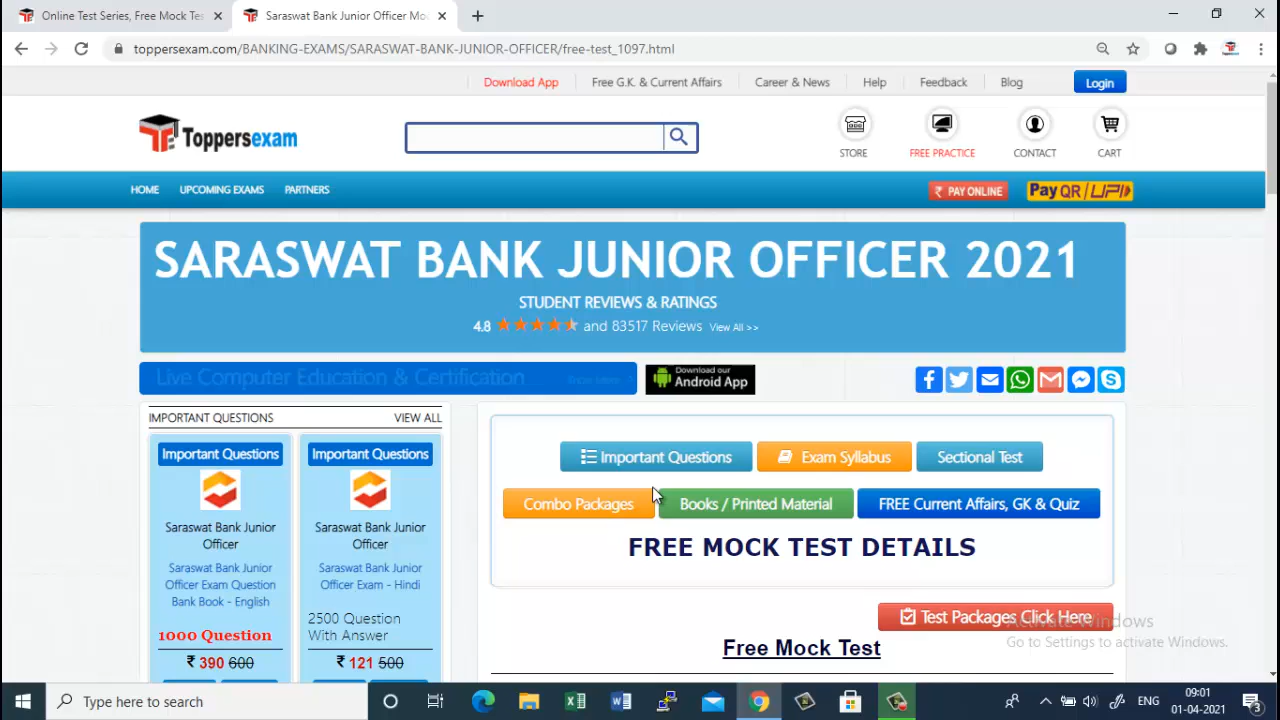 Online Test Series, Free Mock Tes
Saraswat Bank Junior Officer Moc
toppersexam.com/BANKING-EXAMS/SARASWAT-BANK-JUNIOR-OFFICER/free-test_1097.html
Download App
Free G.K. & Current Affairs
Career & News
Help
Feedback
Blog
Login
Toppersexam
STORE
FREE PRACTICE
CONTACT
CART
HOME
UPCOMING EXAMS
PARTNERS
₹ PAY ONLINE
Pay QR / UPI
SARASWAT BANK JUNIOR OFFICER 2021
STUDENT REVIEWS & RATINGS
4.8 and 83517 Reviews View All >>
Live Computer Education & Certification
Download our
Android App
IMPORTANT QUESTIONS
VIEW ALL
Important Questions
Saraswat Bank Junior
Officer
Saraswat Bank Junior
Officer Exam Question
Bank Book - English
1000 Question
₹ 390 600
Important Questions
Saraswat Bank Junior
Officer
Saraswat Bank Junior
Officer Exam - Hindi
2500 Question
With Answer
₹ 121 500
Important Questions
Exam Syllabus
Sectional Test
Combo Packages
Books / Printed Material
FREE Current Affairs, GK & Quiz
FREE MOCK TEST DETAILS
Test Packages Click Here
Free Mock Test
Activate Windows
Go to Settings to activate Windows.
Type here to search
ENG
09:01
01-04-2021
3